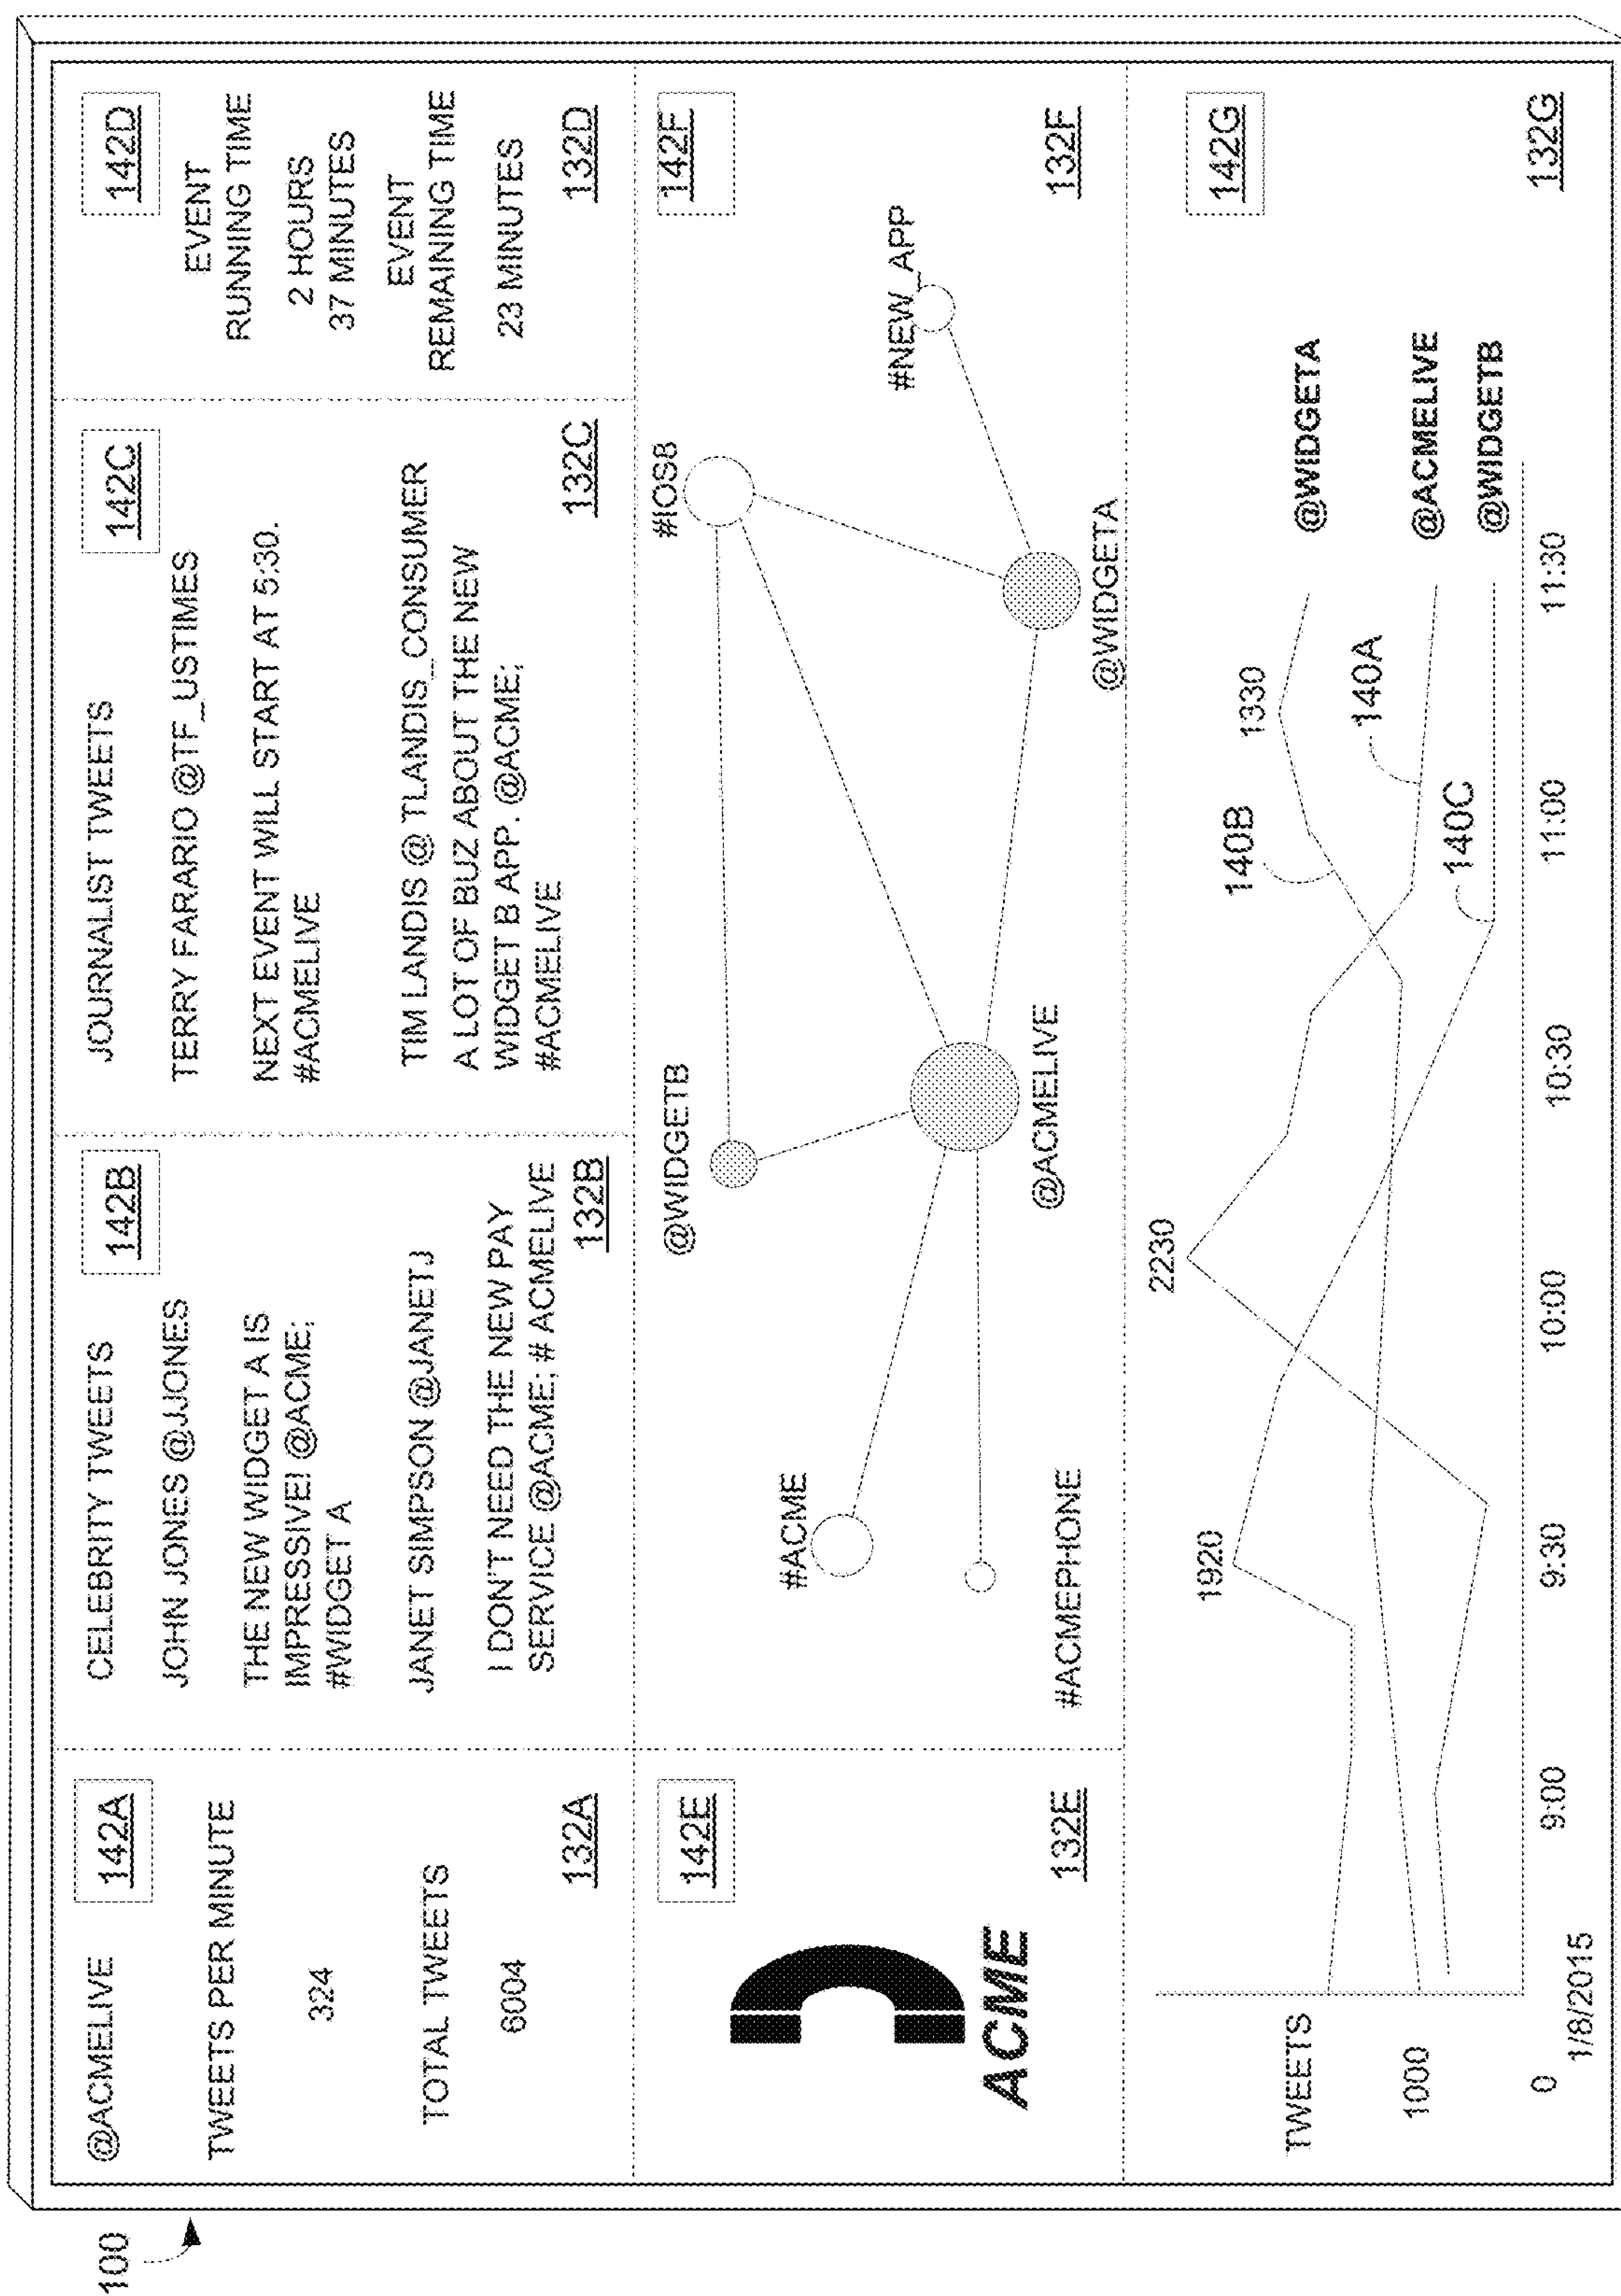 100
@ACMELIVE
142A
TWEETS PER MINUTE
324
TOTAL TWEETS
6004
132A
CELEBRITY TWEETS
142B
JOHN JONES @JJONES
THE NEW WIDGET A IS
IMPRESSIVE! @ACME;
#WIDGET A
JANET SIMPSON @JANETJ
I DON'T NEED THE NEW PAY
SERVICE @ACME; # ACMELIVE
132B
JOURNALIST TWEETS
142C
TERRY FARARIO @TF_USTIMES
NEXT EVENT WILL START AT 5:30.
#ACMELIVE
TIM LANDIS @ TLANDIS_CONSUMER
A LOT OF BUZ ABOUT THE NEW
WIDGET B APP. @ACME;
#ACMELIVE
132C
142D
EVENT
RUNNING TIME
2 HOURS
37 MINUTES
EVENT
REMAINING TIME
23 MINUTES
132D
142E
ACME
132E
142F
@WIDGETB
#IOS8
#ACME
#NEW_APP
#ACMEPHONE
@ACMELIVE
@WIDGETA
132F
142G
TWEETS
1000
0
1920
2230
1330
140B
140A
140C
@WIDGETA
@ACMELIVE
@WIDGETB
1/8/2015
9:00
9:30
10:00
10:30
11:00
11:30
132G